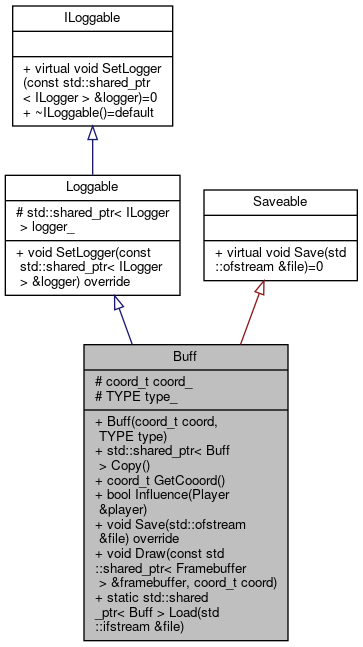 ILoggable
+ virtual void SetLogger
(const std::shared_ptr
< ILogger > &logger)=0
+ ~ILoggable()=default
Loggable
# std::shared_ptr< ILogger
 > logger_
+ void SetLogger(const
 std::shared_ptr< ILogger
 > &logger) override
Saveable
+ virtual void Save(std
::ofstream &file)=0
Buff
# coord_t coord_
# TYPE type_
+ Buff(coord_t coord,
 TYPE type)
+ std::shared_ptr< Buff
 > Copy()
+ coord_t GetCooord()
+ bool Influence(Player
 &player)
+ void Save(std::ofstream
 &file) override
+ void Draw(const std
::shared_ptr< Framebuffer
 > &framebuffer, coord_t coord)
+ static std::shared
_ptr< Buff > Load(std
::ifstream &file)